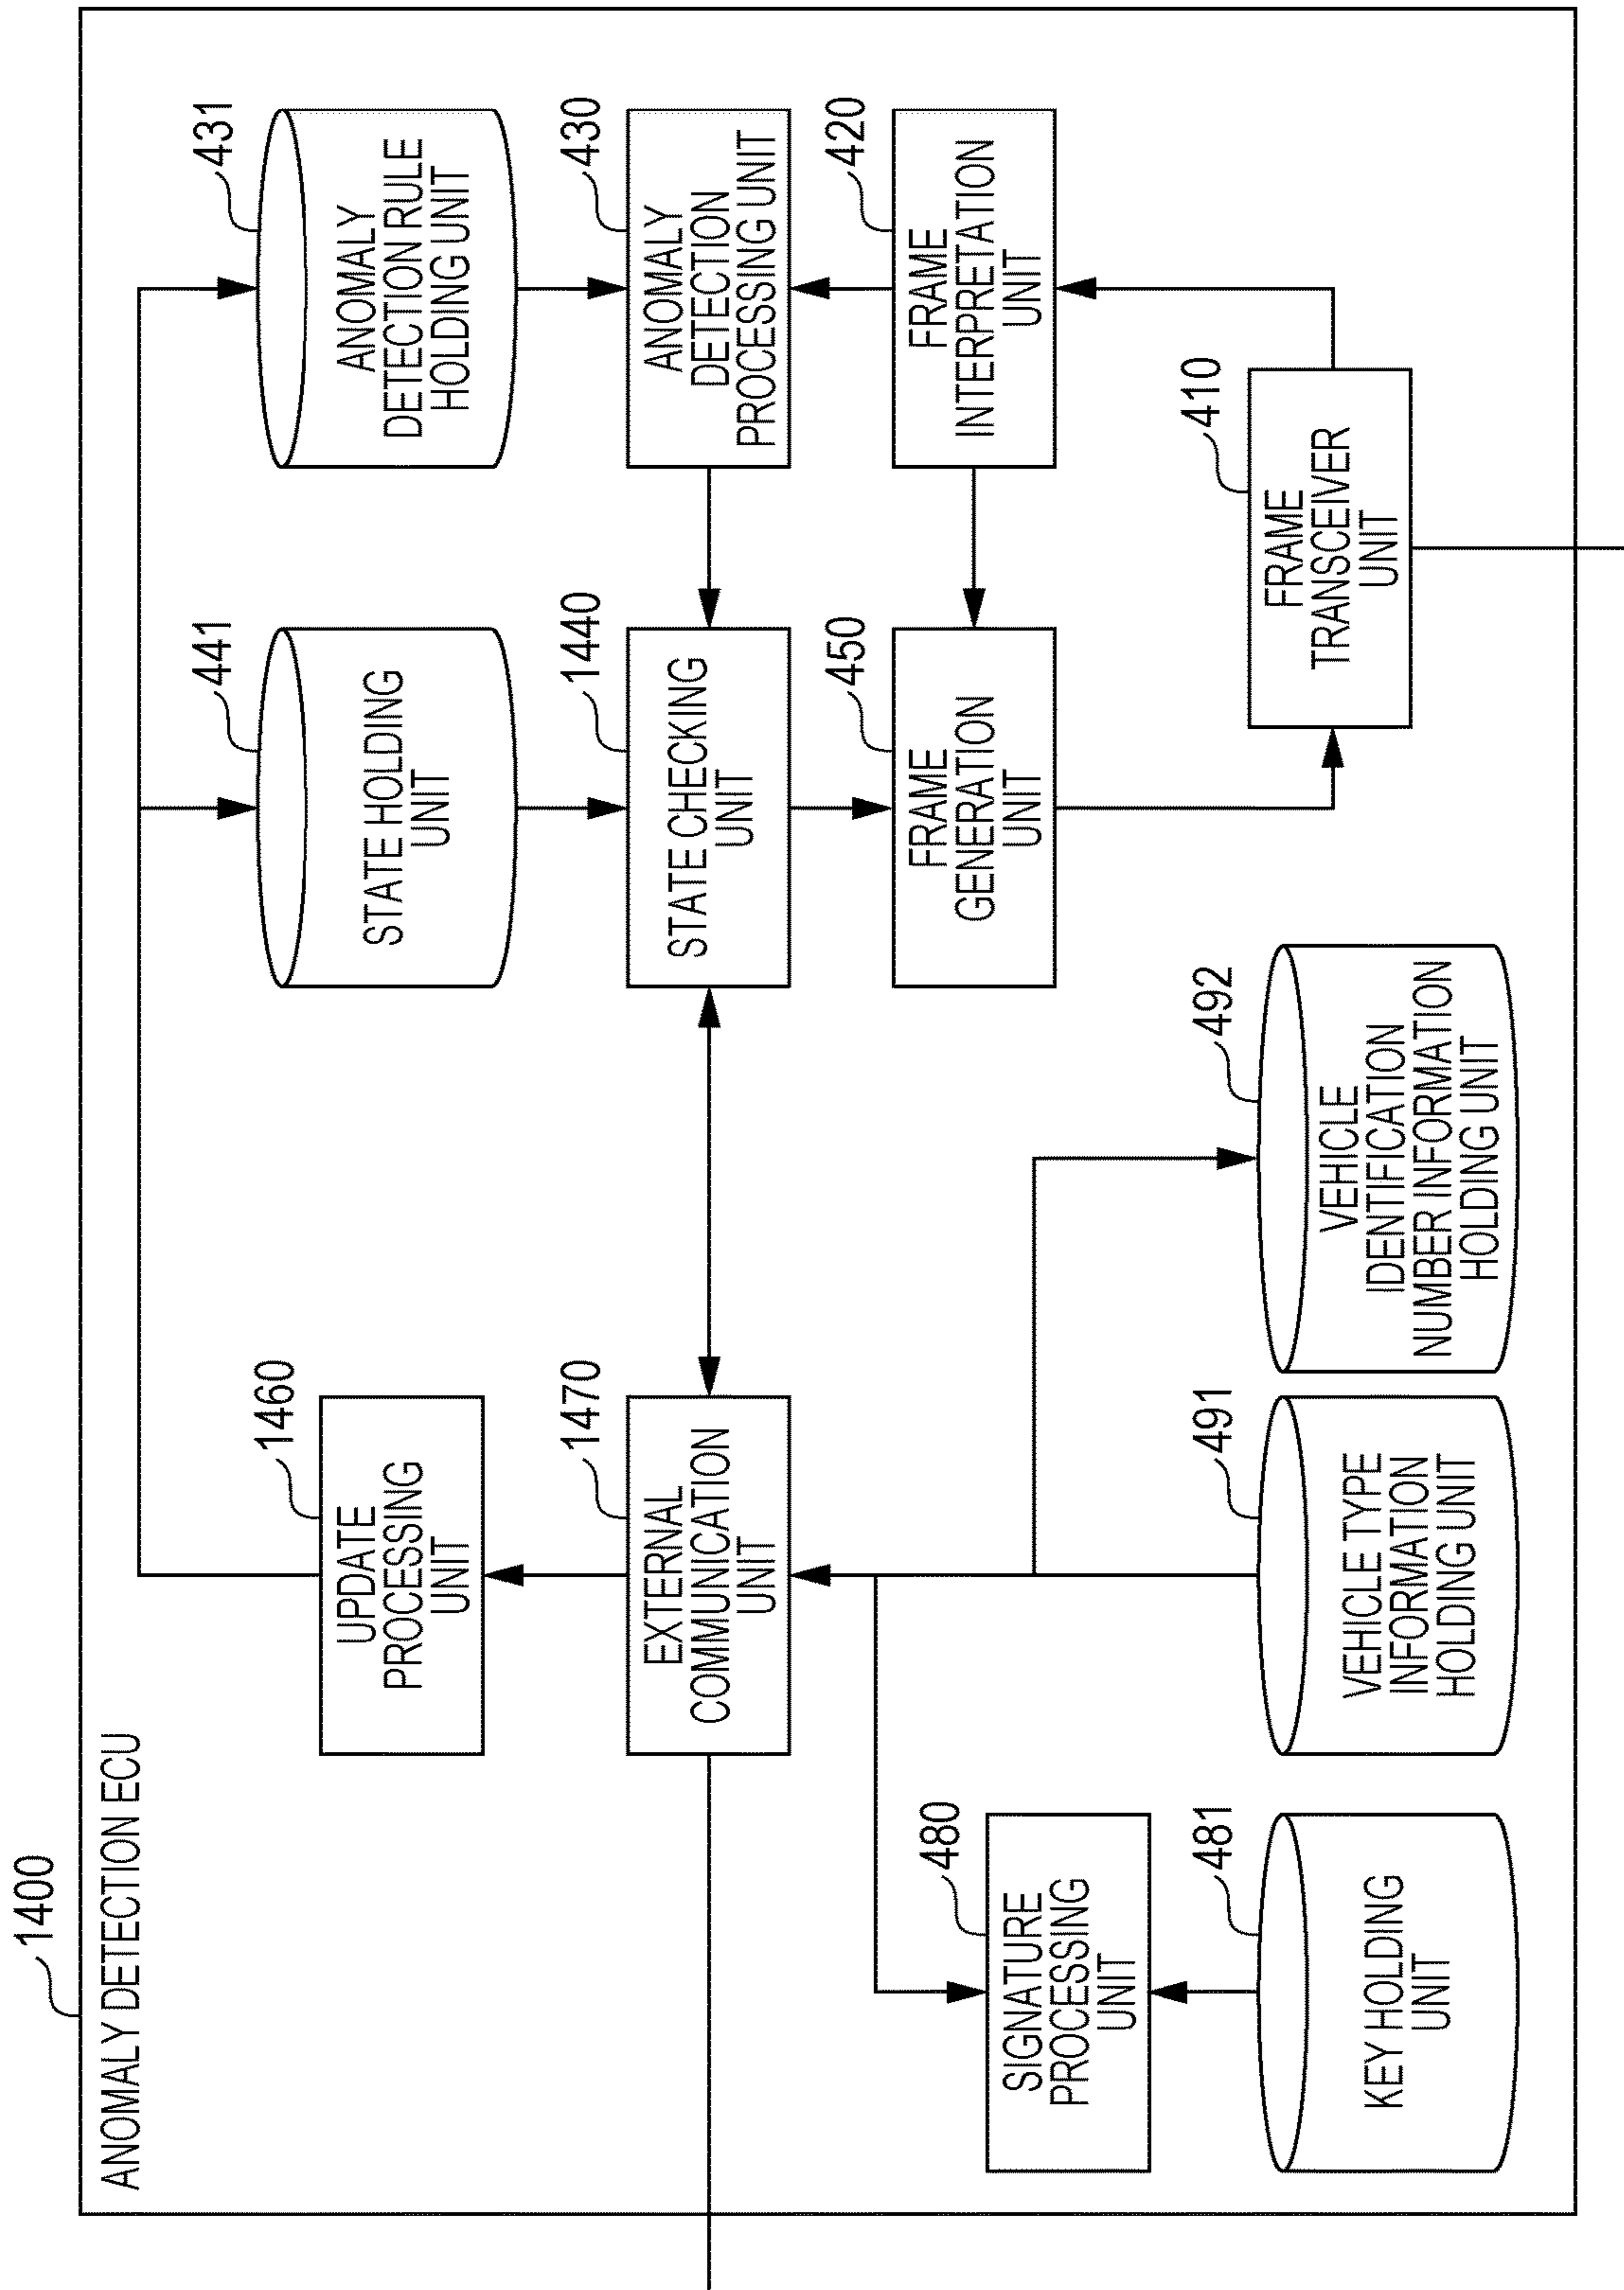 1400
ANOMALY DETECTION ECU
1460
UPDATE
PROCESSING
UNIT
441
STATE HOLDING
UNIT
431
ANOMALY
DETECTION RULE
HOLDING UNIT
1470
EXTERNAL
COMMUNICATION
UNIT
1440
STATE CHECKING
UNIT
430
ANOMALY
DETECTION
PROCESSING UNIT
480
SIGNATURE
PROCESSING
UNIT
450
FRAME
GENERATION
UNIT
420
FRAME
INTERPRETATION
UNIT
481
KEY HOLDING
UNIT
491
VEHICLE TYPE
INFORMATION
HOLDING UNIT
492
VEHICLE
IDENTIFICATION
NUMBER INFORMATION
HOLDING UNIT
410
FRAME
TRANSCEIVER
UNIT